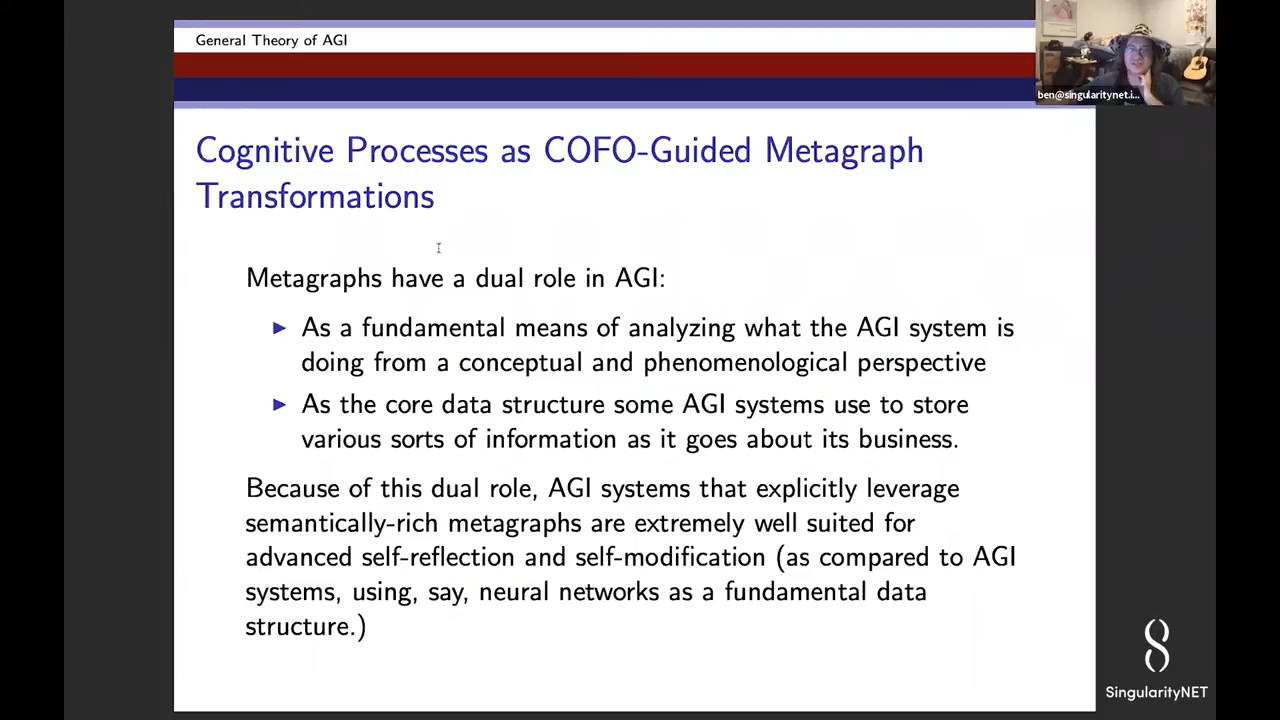 General Theory of AGI
ben@singularitynet.i...
Cognitive Processes as COFO-Guided Metagraph
Transformations
Metagraphs have a dual role in AGI:
▶ As a fundamental means of analyzing what the AGI system is
doing from a conceptual and phenomenological perspective
▶ As the core data structure some AGI systems use to store
various sorts of information as it goes about its business.
Because of this dual role, AGI systems that explicitly leverage
semantically-rich metagraphs are extremely well suited for
advanced self-reflection and self-modification (as compared to AGI
systems, using, say, neural networks as a fundamental data
structure.)
SingularityNET